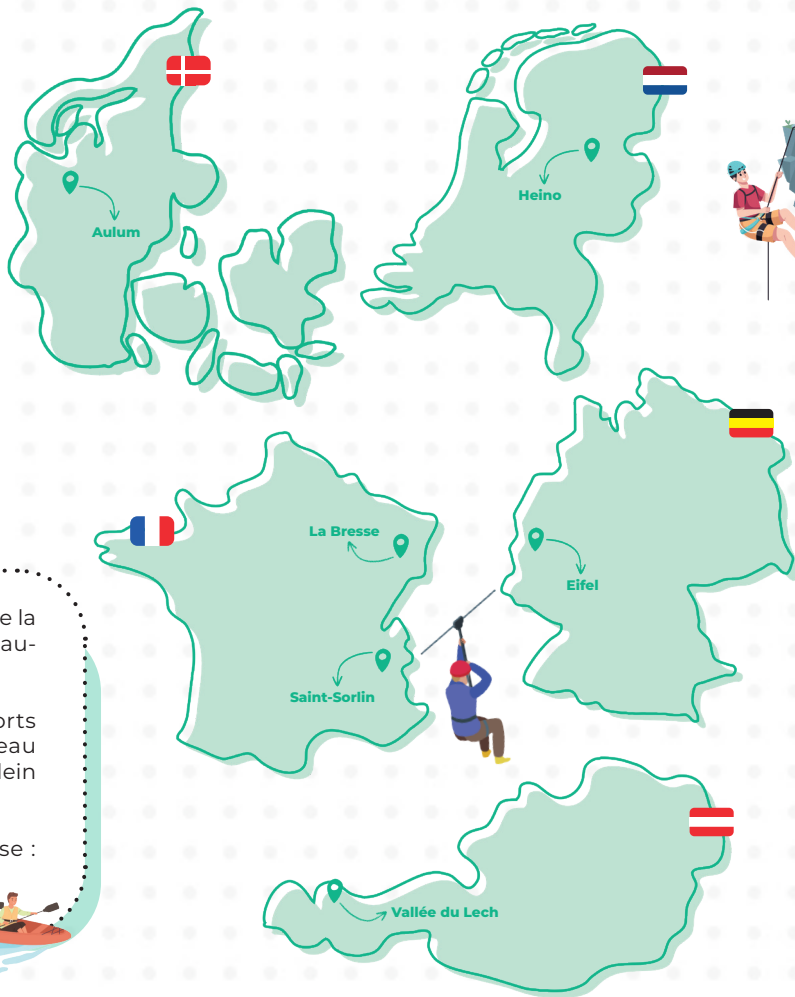 Aulum
Heino
La Bresse
Eifel
Saint-Sorlin
Vallée du Lech
e la
au-
orts
eau
lein
se :